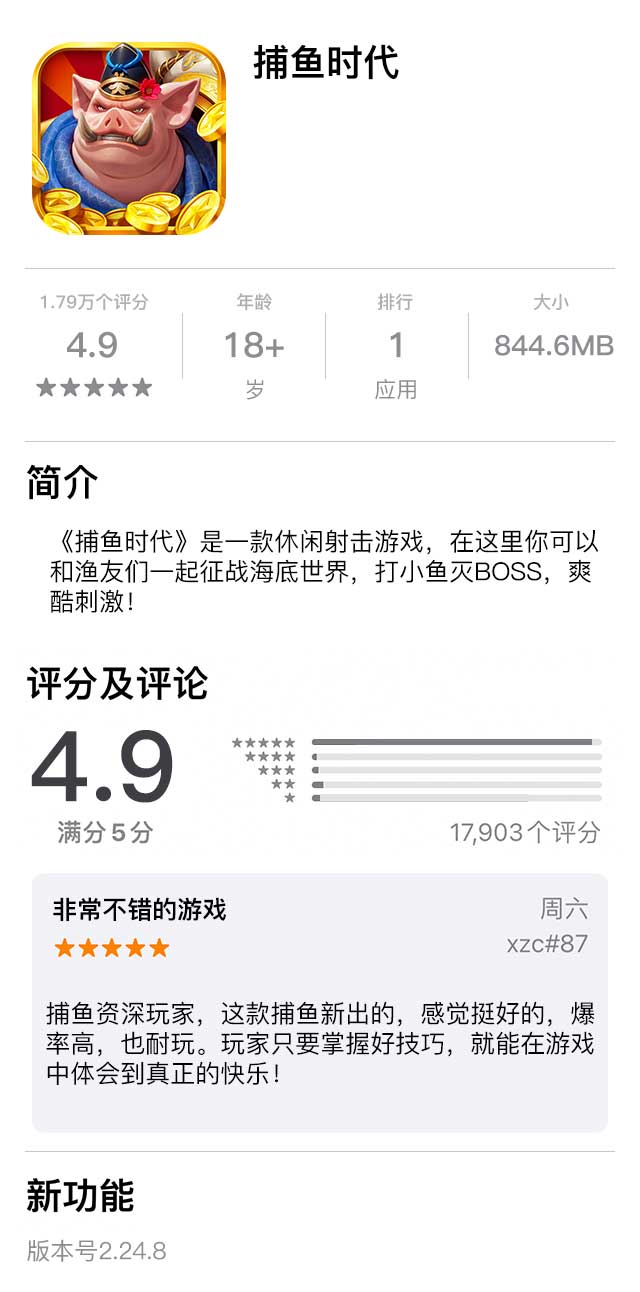 捕鱼时代
1.79万个评分
年龄
排行
大小
4.9
18+
1
844.6MB
★★★★★
岁
应用
简介
《捕鱼时代》是一款休闲射击游戏，在这里你可以
和渔友们一起征战海底世界，打小鱼灭BOSS，爽
酷刺激！
评分及评论
4.9
★★★★★
★★★★
★★★
★★
★
满分5分
17,903个评分
非常不错的游戏
周六
★★★★★
xzc#87
捕鱼资深玩家，这款捕鱼新出的，感觉挺好的，爆
率高，也耐玩。玩家只要掌握好技巧，就能在游戏
中体会到真正的快乐！
新功能
版本号2.24.8